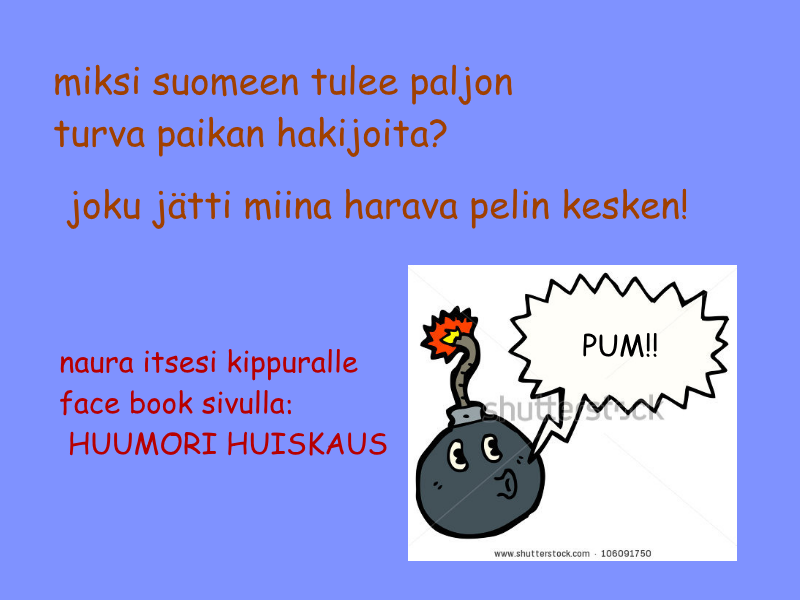 miksi suomeen tulee paljon
turva paikan hakijoita?
joku jätti miina harava pelin kesken!
PUM!!
naura itsesi kippuralle
face book sivulla:
HUUMORI HUISKAUS
shutterstock
www.shutterstock.com · 106091750